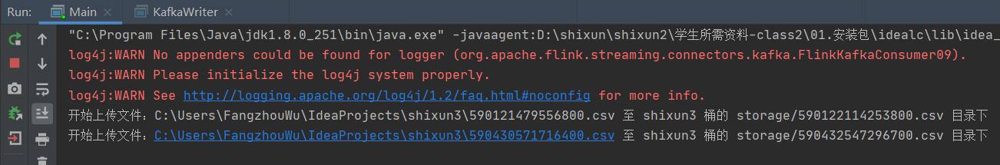 Run: Main × KafkaWriter ×
"C:\Program Files\Java\jdk1.8.0_251\bin\java.exe" -javaagent:D:\shixun\shixun2\学生所需资料-class2\01.安装包\idealc\lib\idea_
log4j:WARN No appenders could be found for logger (org.apache.flink.streaming.connectors.kafka.FlinkKafkaConsumer09).
log4j:WARN Please initialize the log4j system properly.
log4j:WARN See http://logging.apache.org/log4j/1.2/faq.html#noconfig for more info.
开始上传文件：C:\Users\FangzhouWu\IdeaProjects\shixun3\590121479556800.csv 至 shixun3 桶的 storage/590122114253800.csv 目录下
开始上传文件：C:\Users\FangzhouWu\IdeaProjects\shixun3\590430571716400.csv 至 shixun3 桶的 storage/590432547296700.csv 目录下